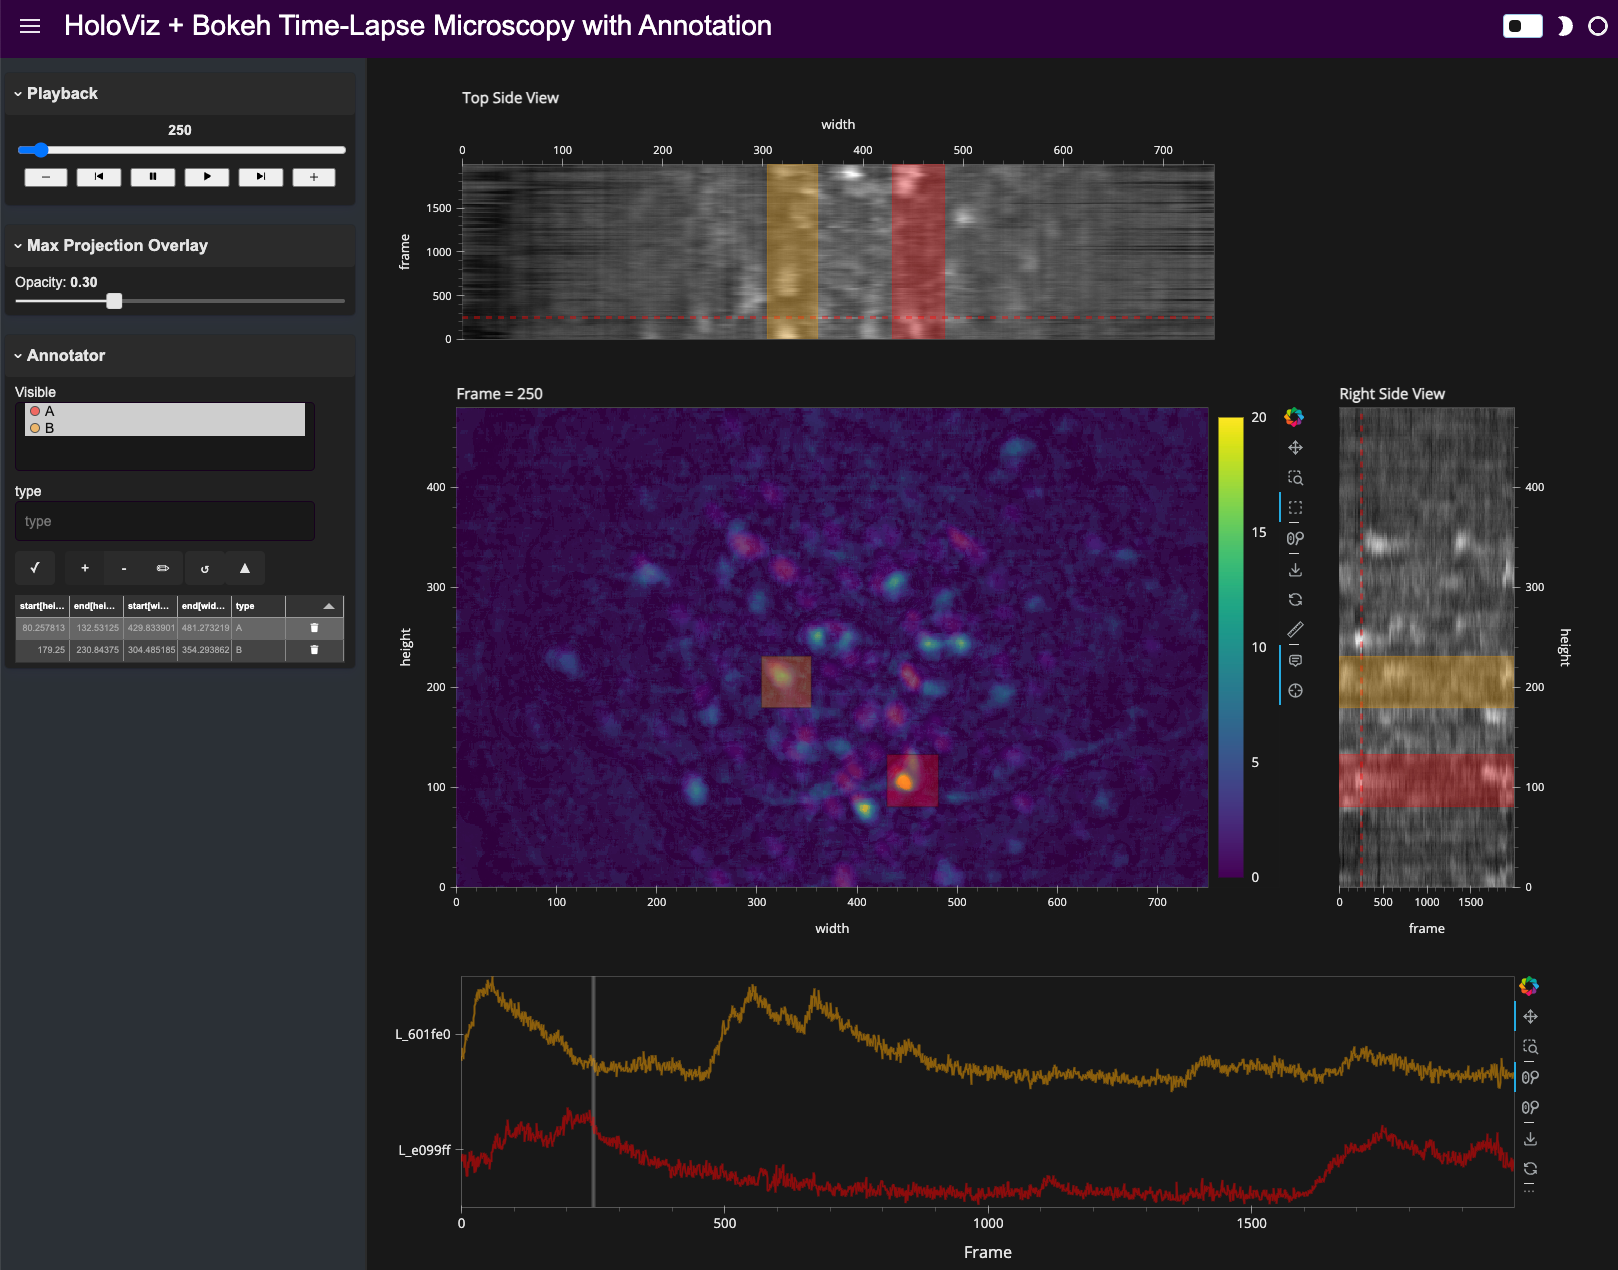 HoloViz + Bokeh Time-Lapse Microscopy with Annotation
Playback
250
Max Projection Overlay
Opacity: 0.30
Annotator
Visible
A
B
type
type
start[hei... end[hei... start[wi... end[wid... type
80.257813 132.53125 429.833901 481.273219 A
179.25 230.84375 304.485185 354.293862 B
Top Side View
width
0 100 200 300 400 500 600 700
1500
1000
500
0
frame
Frame = 250
400
300
200
100
0
height
0 100 200 300 400 500 600 700
width
20
15
10
5
0
Right Side View
400
300
200
100
0
height
0 500 1000 1500
frame
L_601fe0
L_e099ff
0 500 1000 1500
Frame